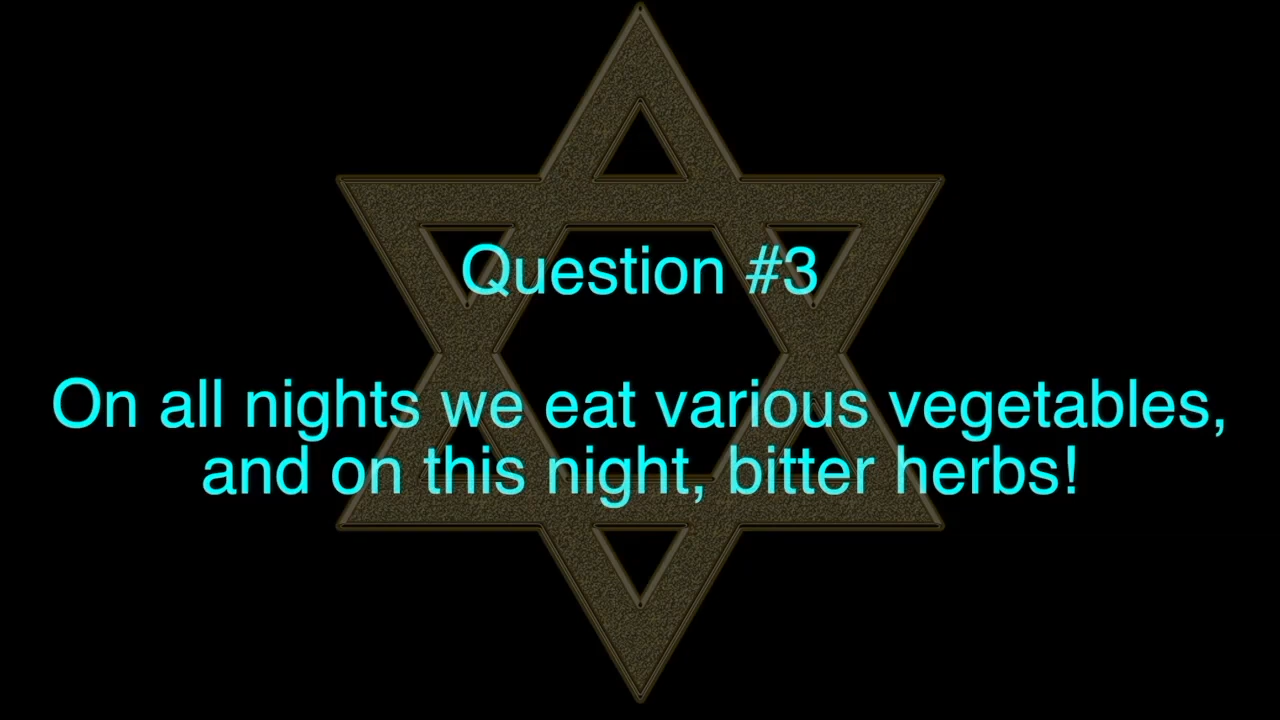 Question #3
On all nights we eat various vegetables,
and on this night, bitter herbs!